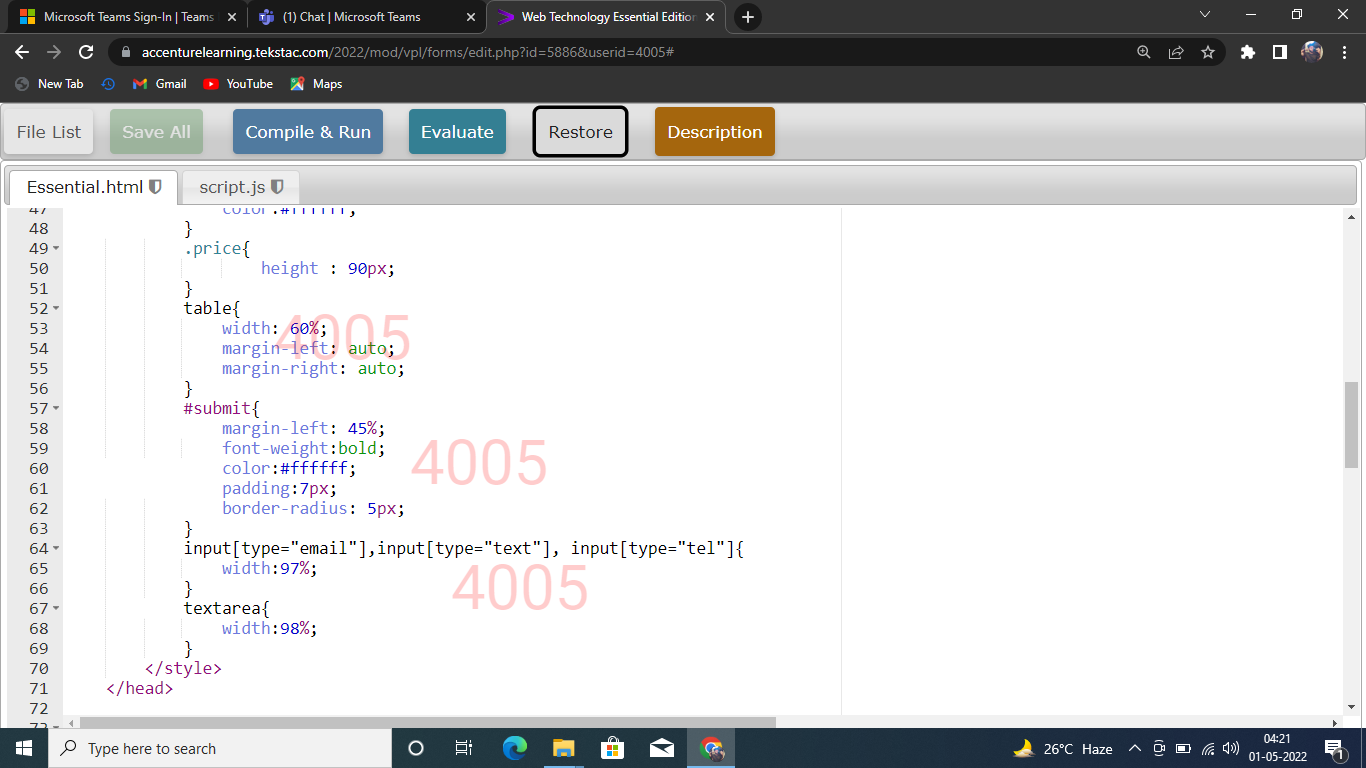 Microsoft Teams Sign-In | Teams
(1) Chat | Microsoft Teams
Web Technology Essential Edition
accenturelearning.tekstac.com/2022/mod/vpl/forms/edit.php?id=5886&userid=4005#
New Tab
Gmail
YouTube
Maps
File List
Save All
Compile & Run
Evaluate
Restore
Description
Essential.html
script.js
47 color:#ffffff;
48 }
49 .price{
50 height : 90px;
51 }
52 table{
53 width: 60%;
54 margin-left: auto;
55 margin-right: auto;
56 }
57 #submit{
58 margin-left: 45%;
59 font-weight:bold;
60 color:#ffffff;
61 padding:7px;
62 border-radius: 5px;
63 }
64 input[type="email"],input[type="text"], input[type="tel"]{
65 width:97%;
66 }
67 textarea{
68 width:98%;
69 }
70 </style>
71 </head>
72
73
4005
4005
4005
Type here to search
26°C Haze
04:21
01-05-2022
1